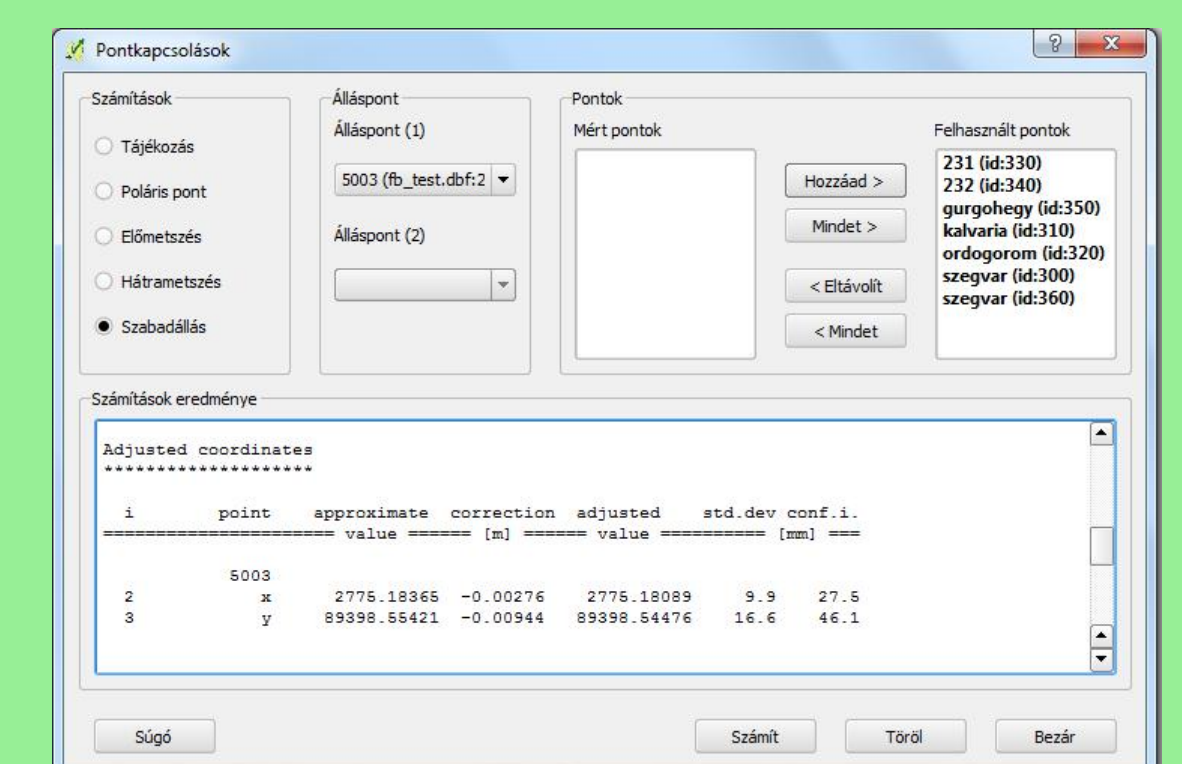 Pontkapcsolások
Számítások
Tájékozás
Poláris pont
Előmetszés
Hátrametszés
Szabadállás
Álláspont
Álláspont (1)
5003 (fb_test.dbf:2
Álláspont (2)
Pontok
Mért pontok
Hozzáad >
Mindet >
< Eltávolít
< Mindet
Felhasznált pontok
231 (id:330)
232 (id:340)
gurgohegy (id:350)
kalvaria (id:310)
ordogorom (id:320)
szegvar (id:300)
szegvar (id:360)
Számítások eredménye
Adjusted coordinates
********************
i point approximate correction adjusted std.dev conf.i.
====================== value ====== [m] ====== value ========== [mm] ===
5003
2 x 2775.18365 -0.00276 2775.18089 9.9 27.5
3 y 89398.55421 -0.00944 89398.54476 16.6 46.1
Súgó
Számít
Töröl
Bezár